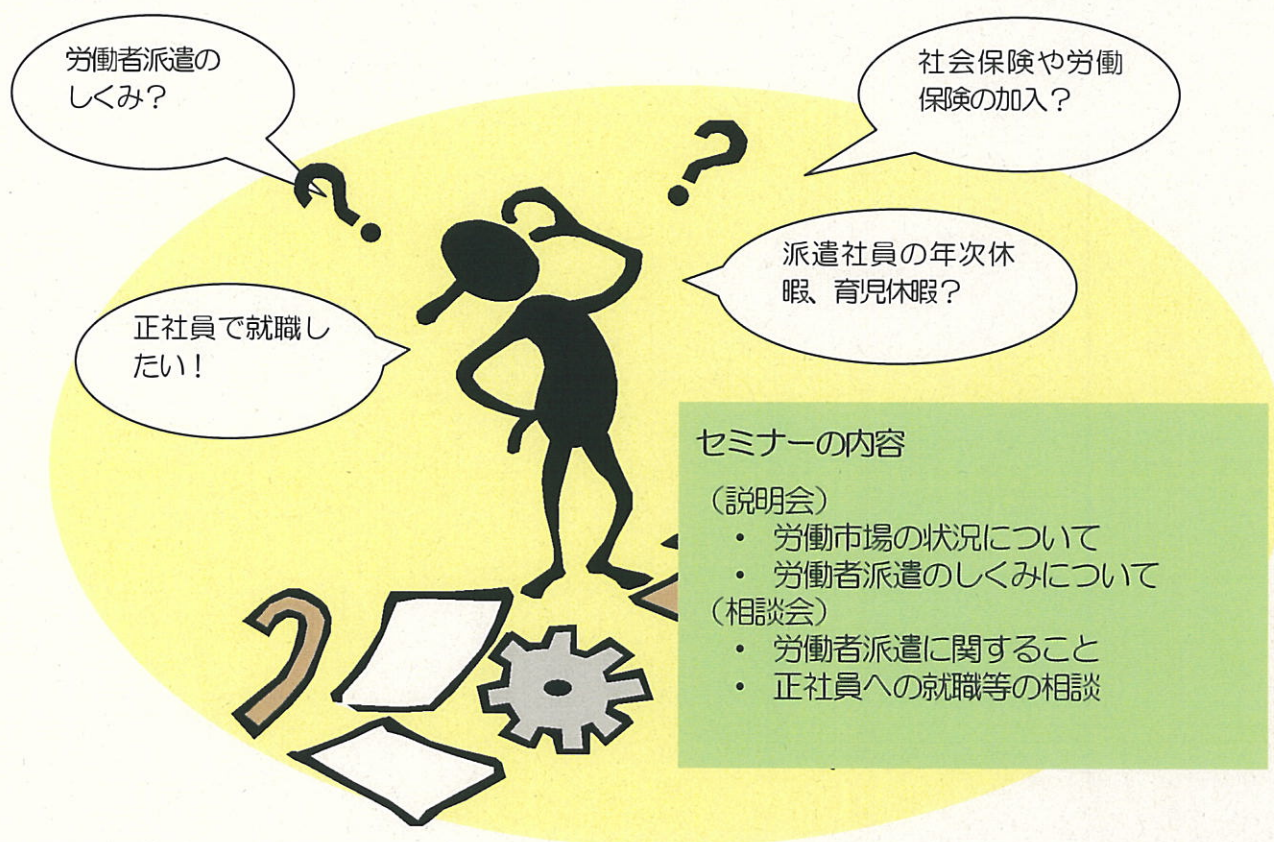 労働者派遣の
しくみ？
社会保険や労働
保険の加入？
?
?
派遣社員の年次休
暇、育児休暇？
正社員で就職し
たい！
セミナーの内容
（説明会）
・ 労働市場の状況について
・ 労働者派遣のしくみについて
（相談会）
・ 労働者派遣に関すること
・ 正社員への就職等の相談